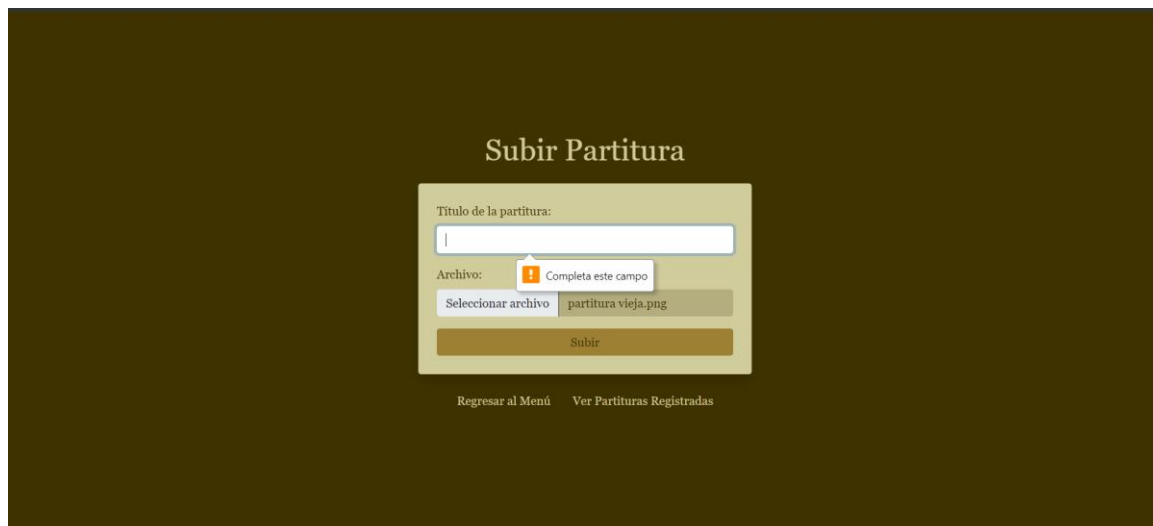 Subir Partitura
Título de la partitura:
Completa este campo
Archivo:
Seleccionar archivo partitura vieja.png
Subir
Regresar al Menú Ver Partituras Registradas